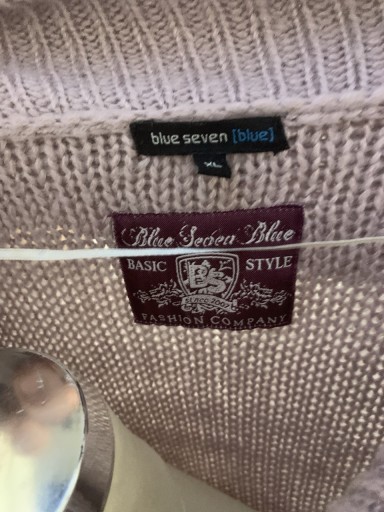 blue seven [blue]
XL
Blue Seven Blue
BASIC STYLE
BS
FASHION COMPANY